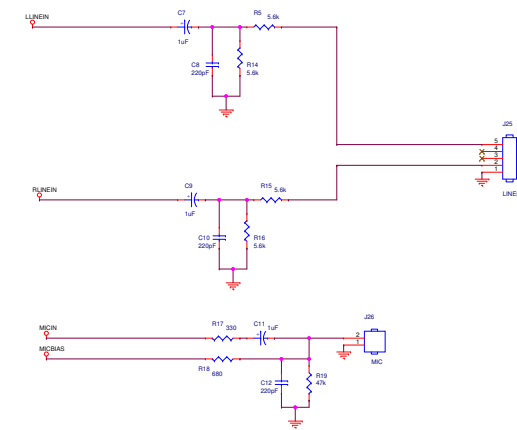 LLINEIN
C7
1uF
R5 5.6k
C8
220pF
R14
5.6k
J25
5
4
3
2
1
LINE
RLINEIN
C9
1uF
R15 5.6k
C10
220pF
R16
5.6k
MICIN
MICBIAS
R17 330
C11 1uF
R18
680
C12
220pF
R19
47k
J26
2
1
MIC